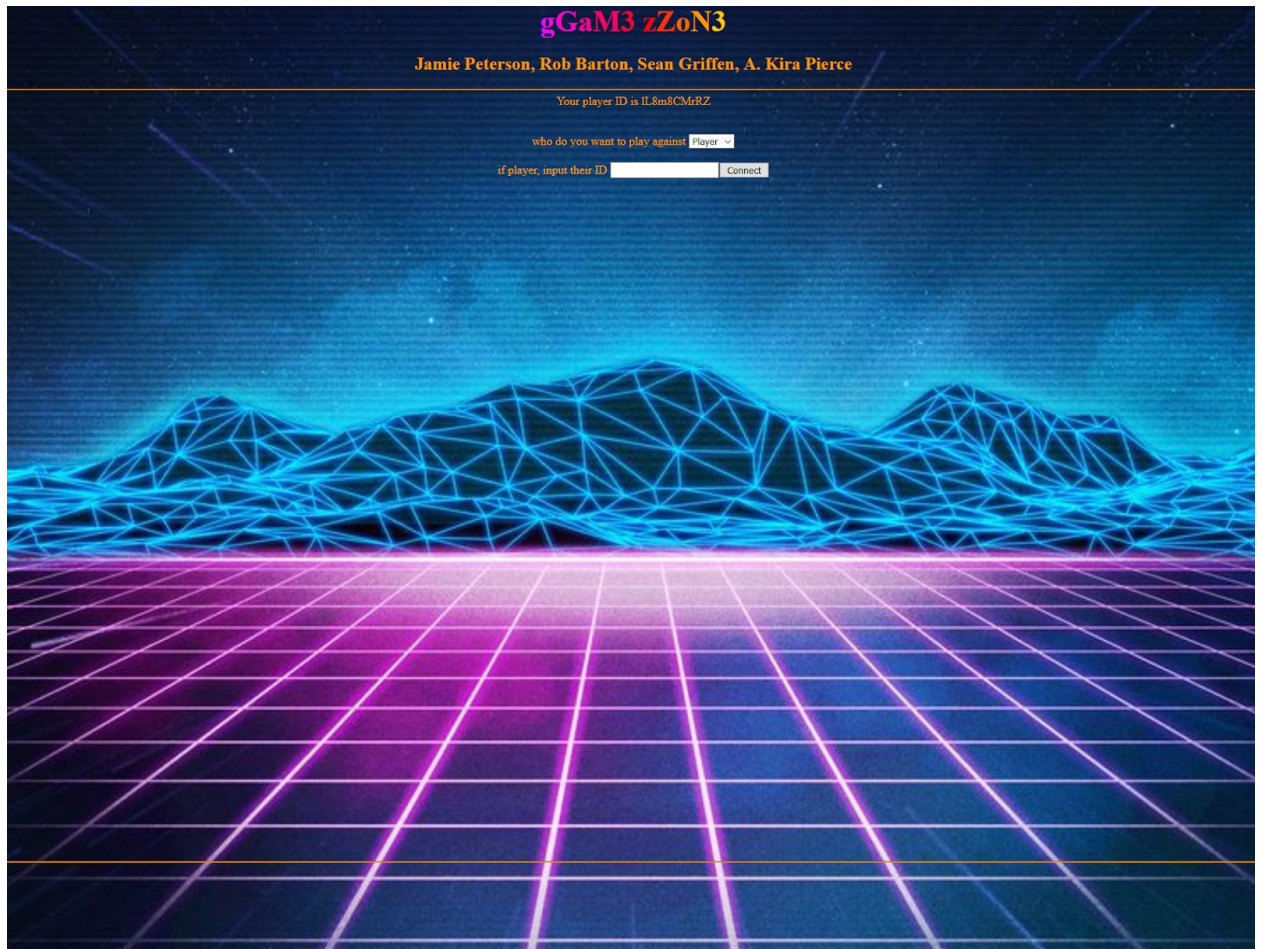 gGaM3 zZoN3
Jamie Peterson, Rob Barton, Sean Griffen, A. Kira Pierce
Your player ID is lL8m8CMrRZ
who do you want to play against Player
if player, input their ID Connect